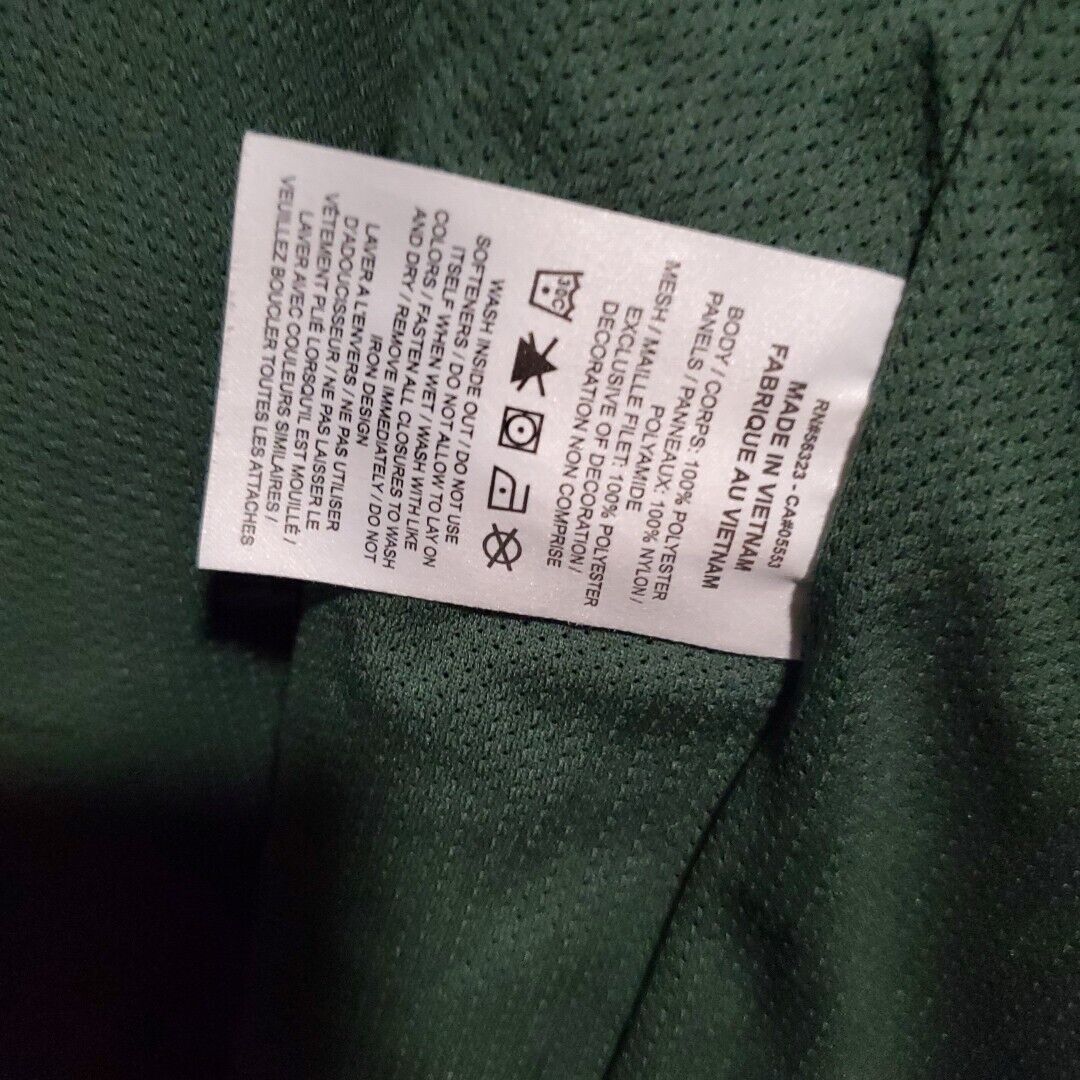 RN#56323 - CA#05553
MADE IN VIETNAM
FABRIQUE AU VIETNAM
BODY / CORPS: 100% POLYESTER
PANELS / PANNEAUX: 100% NYLON /
POLYAMIDE
MESH / MAILLE FILET: 100% POLYESTER
EXCLUSIVE OF DECORATION /
DECORATION NON COMPRISE
30C
WASH INSIDE OUT / DO NOT USE
SOFTENERS / DO NOT ALLOW TO LAY ON
ITSELF WHEN WET / WASH WITH LIKE
COLORS / FASTEN ALL CLOSURES TO WASH
AND DRY / REMOVE IMMEDIATELY / DO NOT
IRON DESIGN
LAVER A L'ENVERS / NE PAS UTILISER
D'ADOUCISSEUR / NE PAS LAISSER LE
VÊTEMENT PLIÉ LORSQU'IL EST MOUILLÉ /
LAVER AVEC COULEURS SIMILAIRES /
VEUILLEZ BOUCLER TOUTES LES ATTACHES